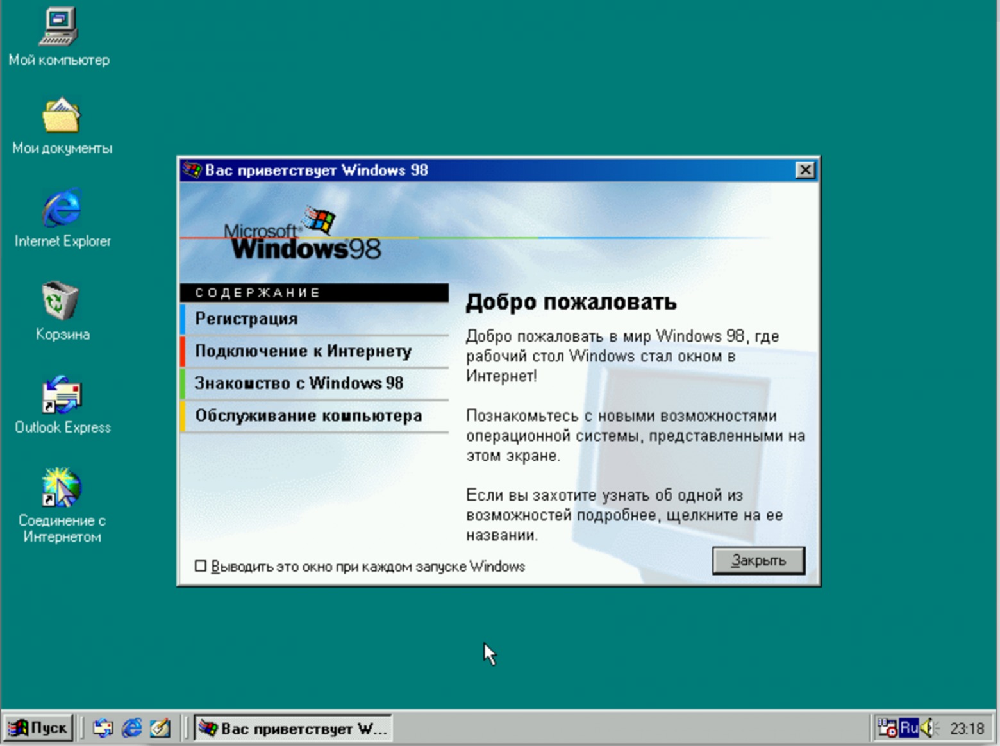 Мой компьютер
Мои документы
Internet Explorer
Корзина
Outlook Express
Соединение с
Интернетом
Вас приветствует Windows 98
Microsoft®
Windows 98
СОДЕРЖАНИЕ
Регистрация
Подключение к Интернету
Знакомство с Windows 98
Обслуживание компьютера
Добро пожаловать
Добро пожаловать в мир Windows 98, где
рабочий стол Windows стал окном в
Интернет!
Познакомьтесь с новыми возможностями
операционной системы, представленными на
этом экране.
Если вы захотите узнать об одной из
возможностей подробнее, щелкните на ее
названии.
Выводить это окно при каждом запуске Windows
Закрыть
Пуск
Вас приветствует W...
Ru
23:18